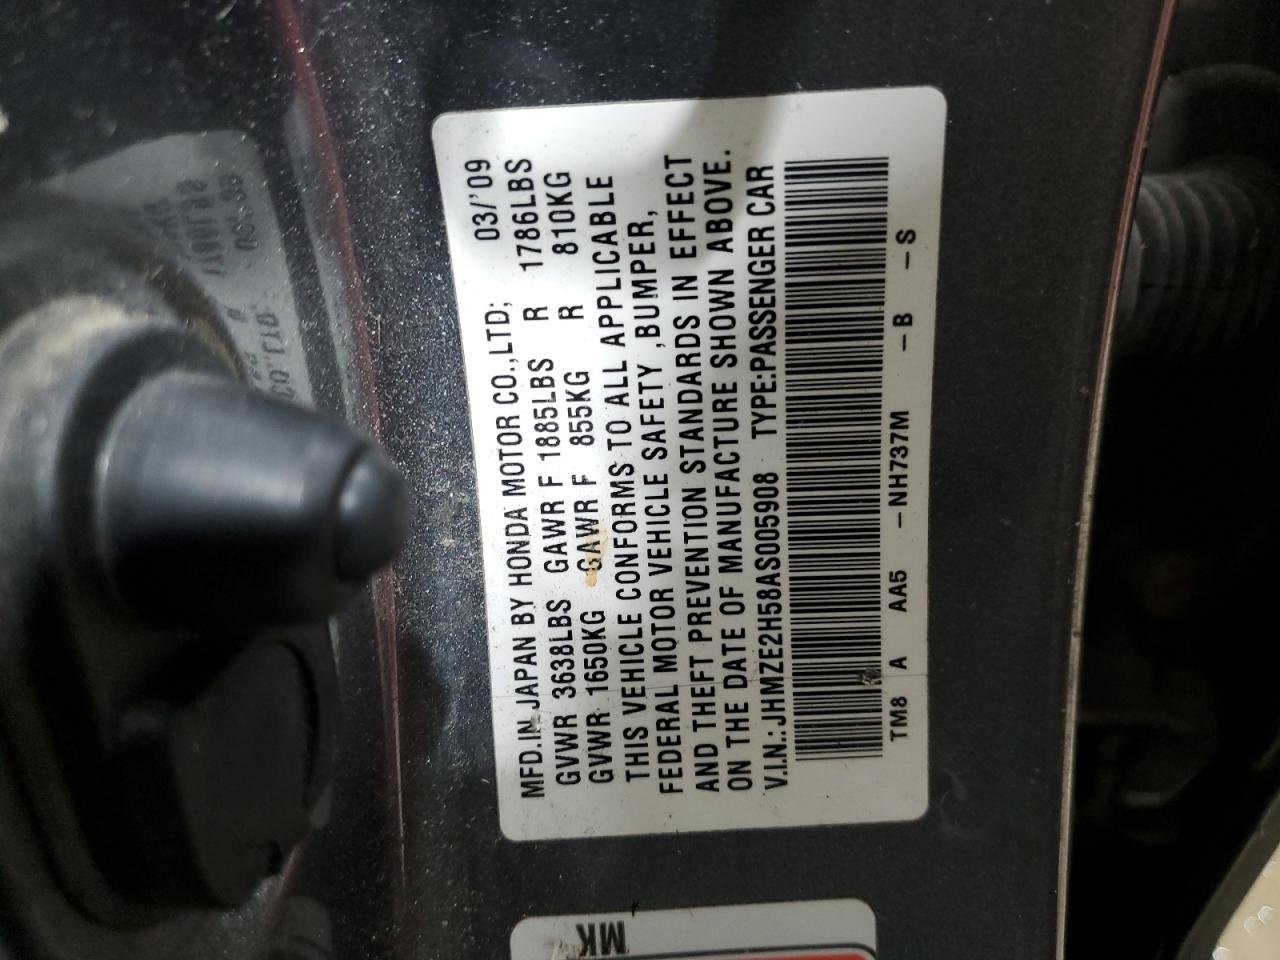 MFD.IN JAPAN BY HONDA MOTOR CO.,LTD; 03/'09
GVWR 3638LBS GAWR F 1885LBS R 1786LBS
GVWR 1650KG GAWR F 855KG R 810KG
THIS VEHICLE CONFORMS TO ALL APPLICABLE
FEDERAL MOTOR VEHICLE SAFETY ,BUMPER,
AND THEFT PREVENTION STANDARDS IN EFFECT
ON THE DATE OF MANUFACTURE SHOWN ABOVE.
V.I.N.:JHMZE2H58AS005908 TYPE:PASSENGER CAR
TM8 A AA5 –NH737M –B –S
MK